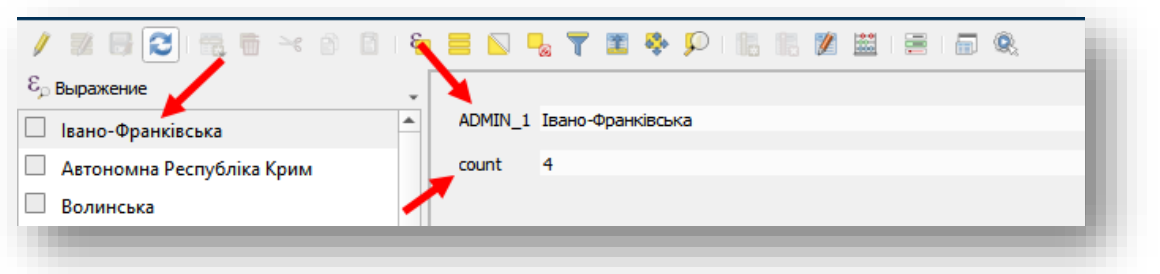 Выражение
Івано-Франківська
Автономна Республіка Крим
Волинська
ADMIN_1 Івано-Франківська
count 4